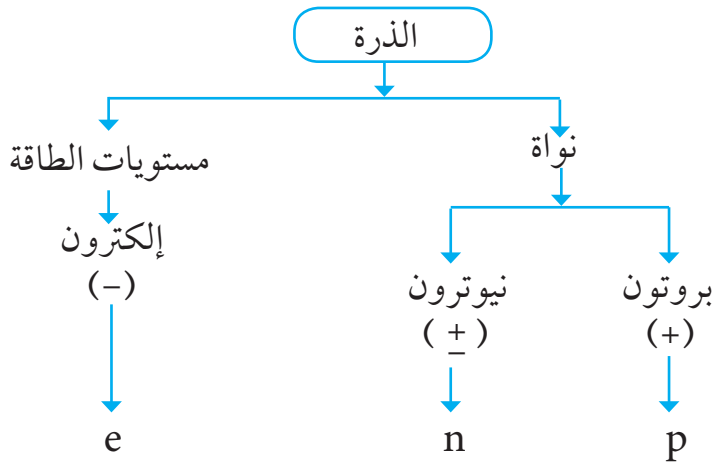 الذرة
نواة
مستويات الطاقة
بروتون
(+)
نيوترون
(±)
إلكترون
(−)
p
n
e